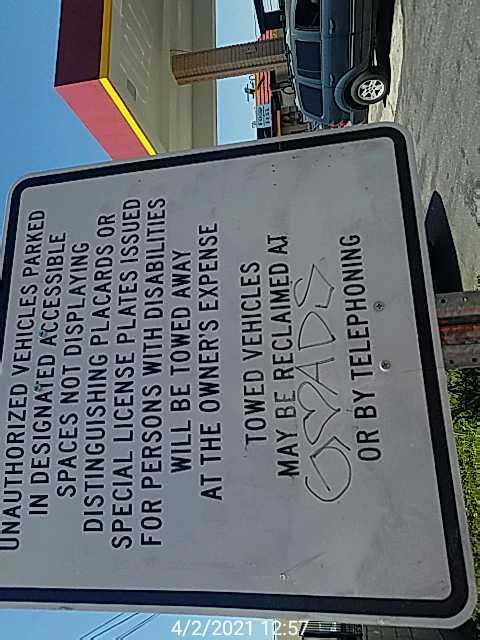 UNAUTHORIZED VEHICLES PARKED
IN DESIGNATED ACCESSIBLE
SPACES NOT DISPLAYING
DISTINGUISHING PLACARDS OR
SPECIAL LICENSE PLATES ISSUED
FOR PERSONS WITH DISABILITIES
WILL BE TOWED AWAY
AT THE OWNER'S EXPENSE
TOWED VEHICLES
MAY BE RECLAIMED AT
OR BY TELEPHONING
4/2/2021 12:57